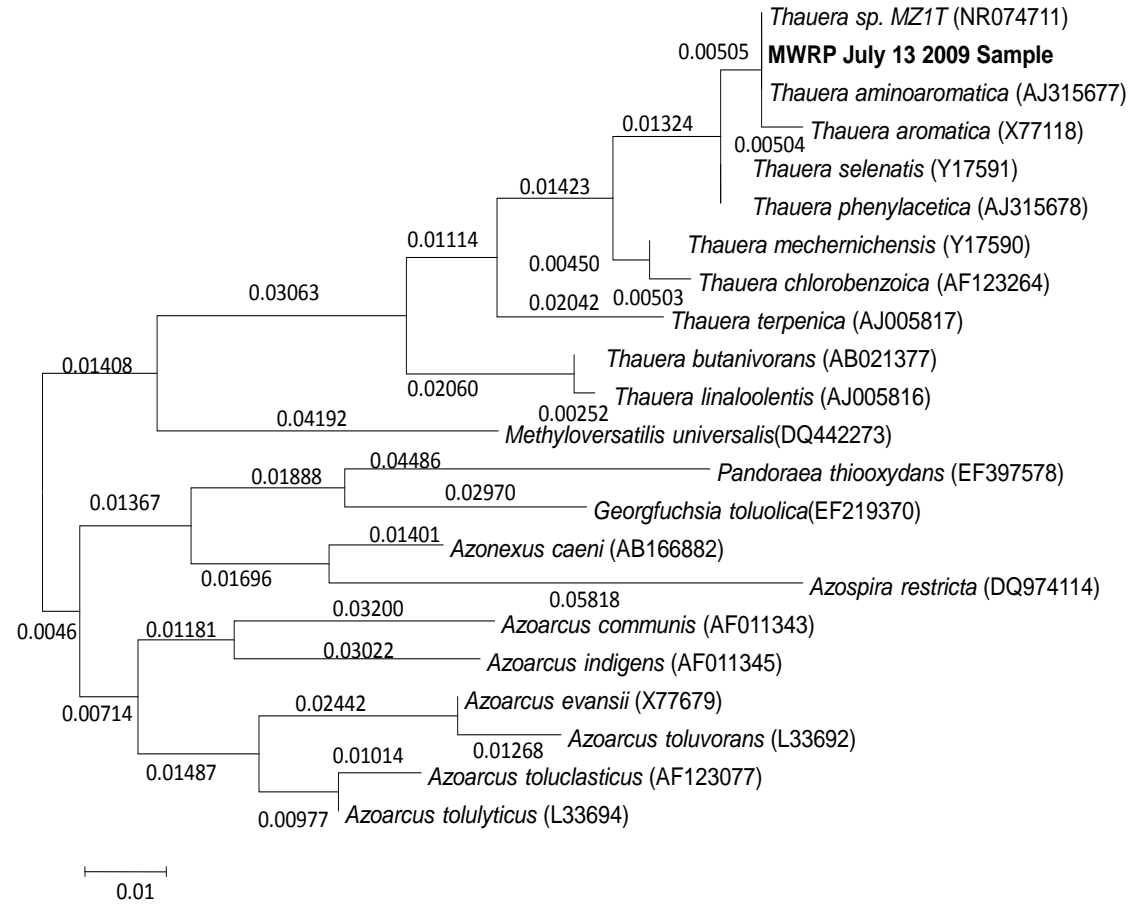 Thauera sp. MZ1T (NR074711)
0.00505
MWRP July 13 2009 Sample
Thauera aminoaromatica (AJ315677)
0.01324
Thauera aromatica (X77118)
0.00504
Thauera selenatis (Y17591)
0.01423
Thauera phenylacetica (AJ315678)
0.01114
Thauera mechernichensis (Y17590)
0.00450
Thauera chlorobenzoica (AF123264)
0.03063
0.02042
0.00503
Thauera terpenica (AJ005817)
Thauera butanivorans (AB021377)
0.01408
0.02060
Thauera linaloolentis (AJ005816)
0.00252
0.04192
Methyloversatilis universalis(DQ442273)
0.04486
Pandoraea thiooxydans (EF397578)
0.01888
0.02970
0.01367
Georgfuchsia toluolica(EF219370)
0.01401
Azonexus caeni (AB166882)
0.01696
Azospira restricta (DQ974114)
0.05818
0.03200
Azoarcus communis (AF011343)
0.0046
0.01181
0.03022
Azoarcus indigens (AF011345)
0.02442
Azoarcus evansii (X77679)
0.00714
Azoarcus toluvorans (L33692)
0.01268
0.01014
0.01487
Azoarcus toluclasticus (AF123077)
0.00977
Azoarcus tolulyticus (L33694)
0.01